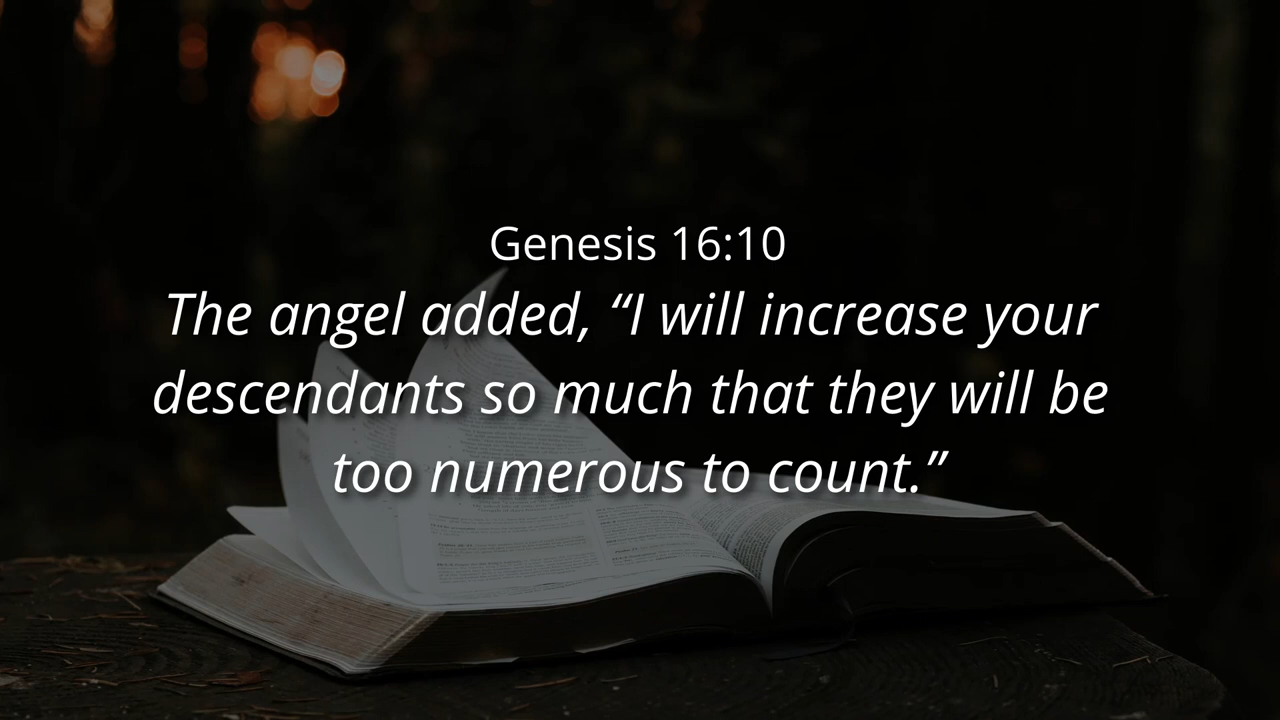 Genesis 16:10
The angel added, “I will increase your
descendants so much that they will be
too numerous to count.”